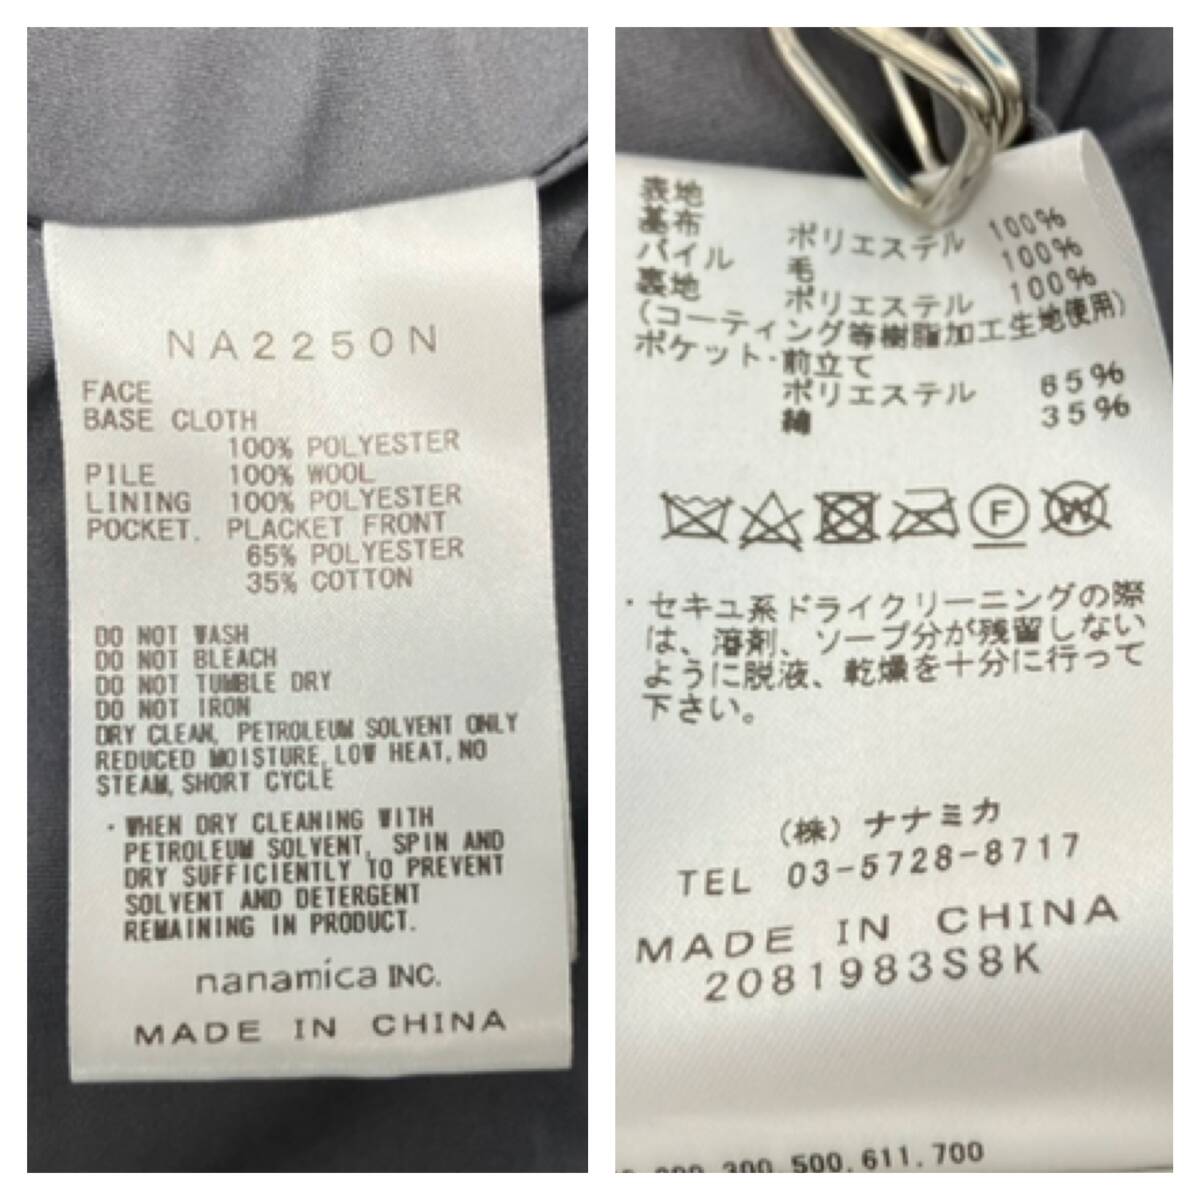 NA2250N
FACE
BASE CLOTH
100% POLYESTER
PILE 100% WOOL
LINING 100% POLYESTER
POCKET. PLACKET FRONT
65% POLYESTER
35% COTTON
DO NOT WASH
DO NOT BLEACH
DO NOT TUMBLE DRY
DO NOT IRON
DRY CLEAN, PETROLEUM SOLVENT ONLY
REDUCED MOISTURE, LOW HEAT, NO
STEAM, SHORT CYCLE
・WHEN DRY CLEANING WITH
PETROLEUM SOLVENT, SPIN AND
DRY SUFFICIENTLY TO PREVENT
SOLVENT AND DETERGENT
REMAINING IN PRODUCT.
nanamica INC.
MADE IN CHINA
表地
基布 ポリエステル 100%
パイル 毛 100%
裏地 ポリエステル 100%
(コーティング等樹脂加工生地使用)
ポケット・前立て
ポリエステル 65%
綿 35%
F
W
・セキユ系ドライクリーニングの際
は、溶剤、ソープ分が残留しない
ように脱液、乾燥を十分に行って
下さい。
(株) ナナミカ
TEL 03-5728-8717
MADE IN CHINA
2081983S8K
300.500.611.700